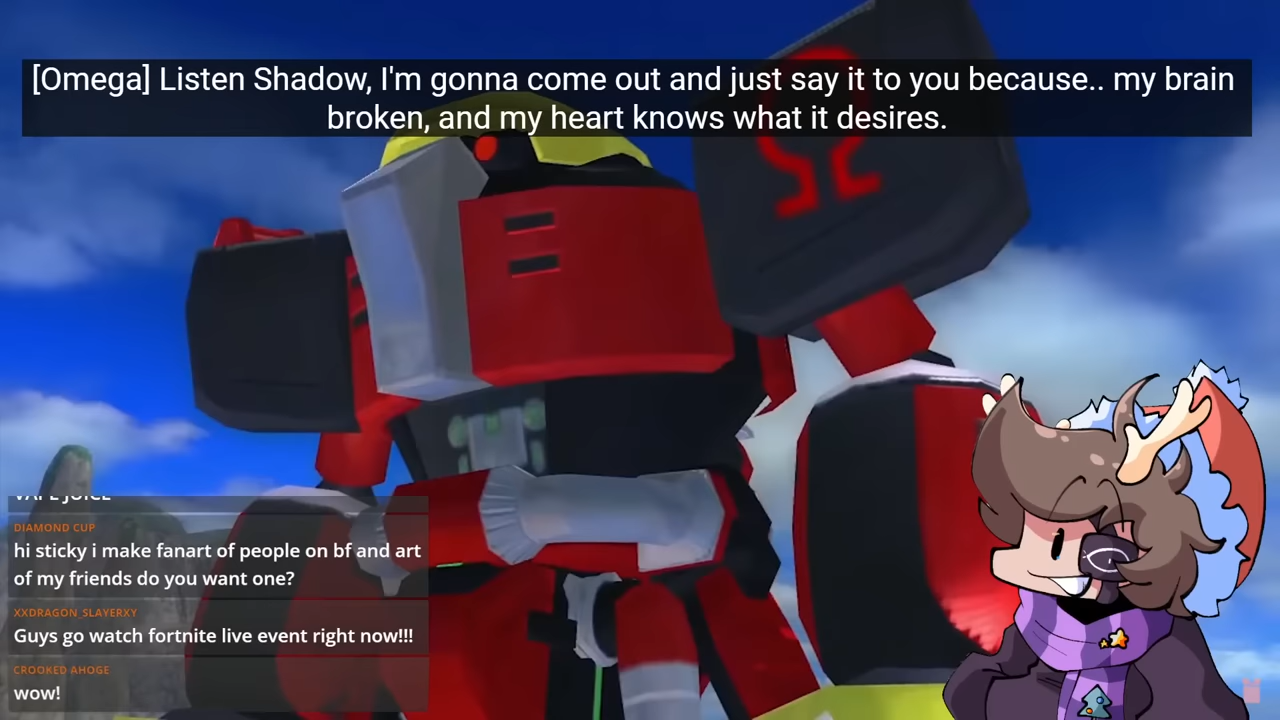 [Omega] Listen Shadow, I'm gonna come out and just say it to you because.. my brain
broken, and my heart knows what it desires.
Ω
VAPE JUICE
DIAMOND CUP
hi sticky i make fanart of people on bf and art
of my friends do you want one?
XXDRAGON_SLAYERXY
Guys go watch fortnite live event right now!!!
CROOKED AHOGE
wow!